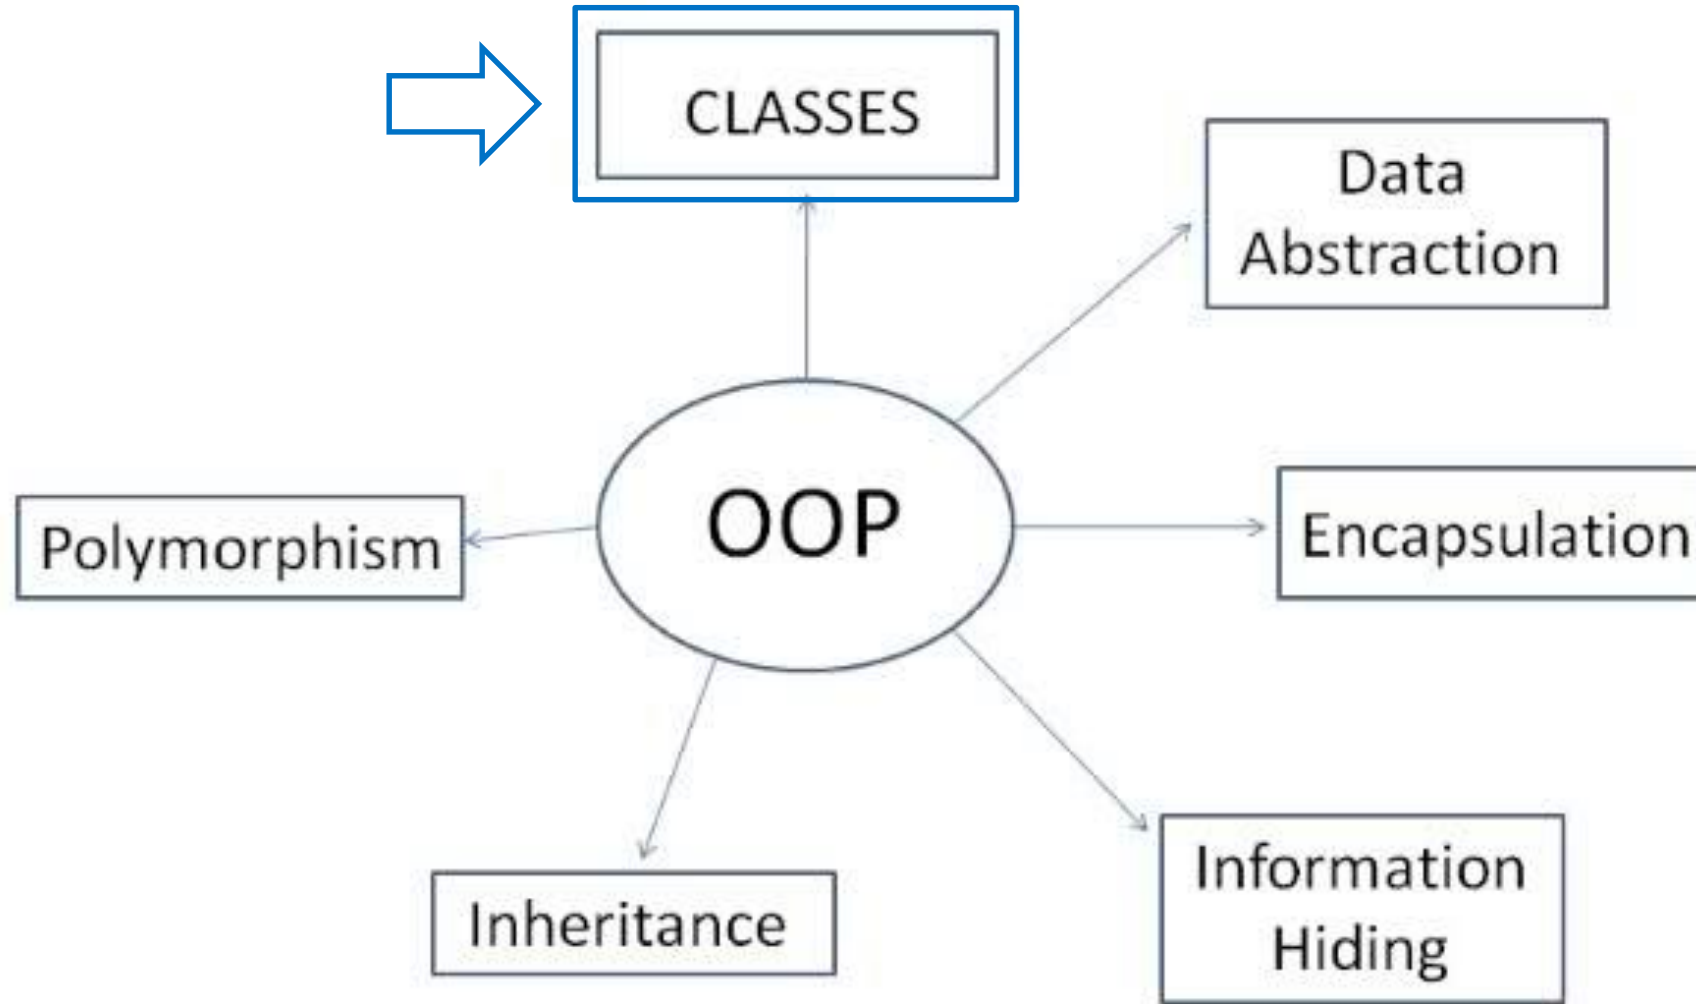 CLASSES
Data
Abstraction
OOP
Polymorphism
Encapsulation
Inheritance
Information
Hiding